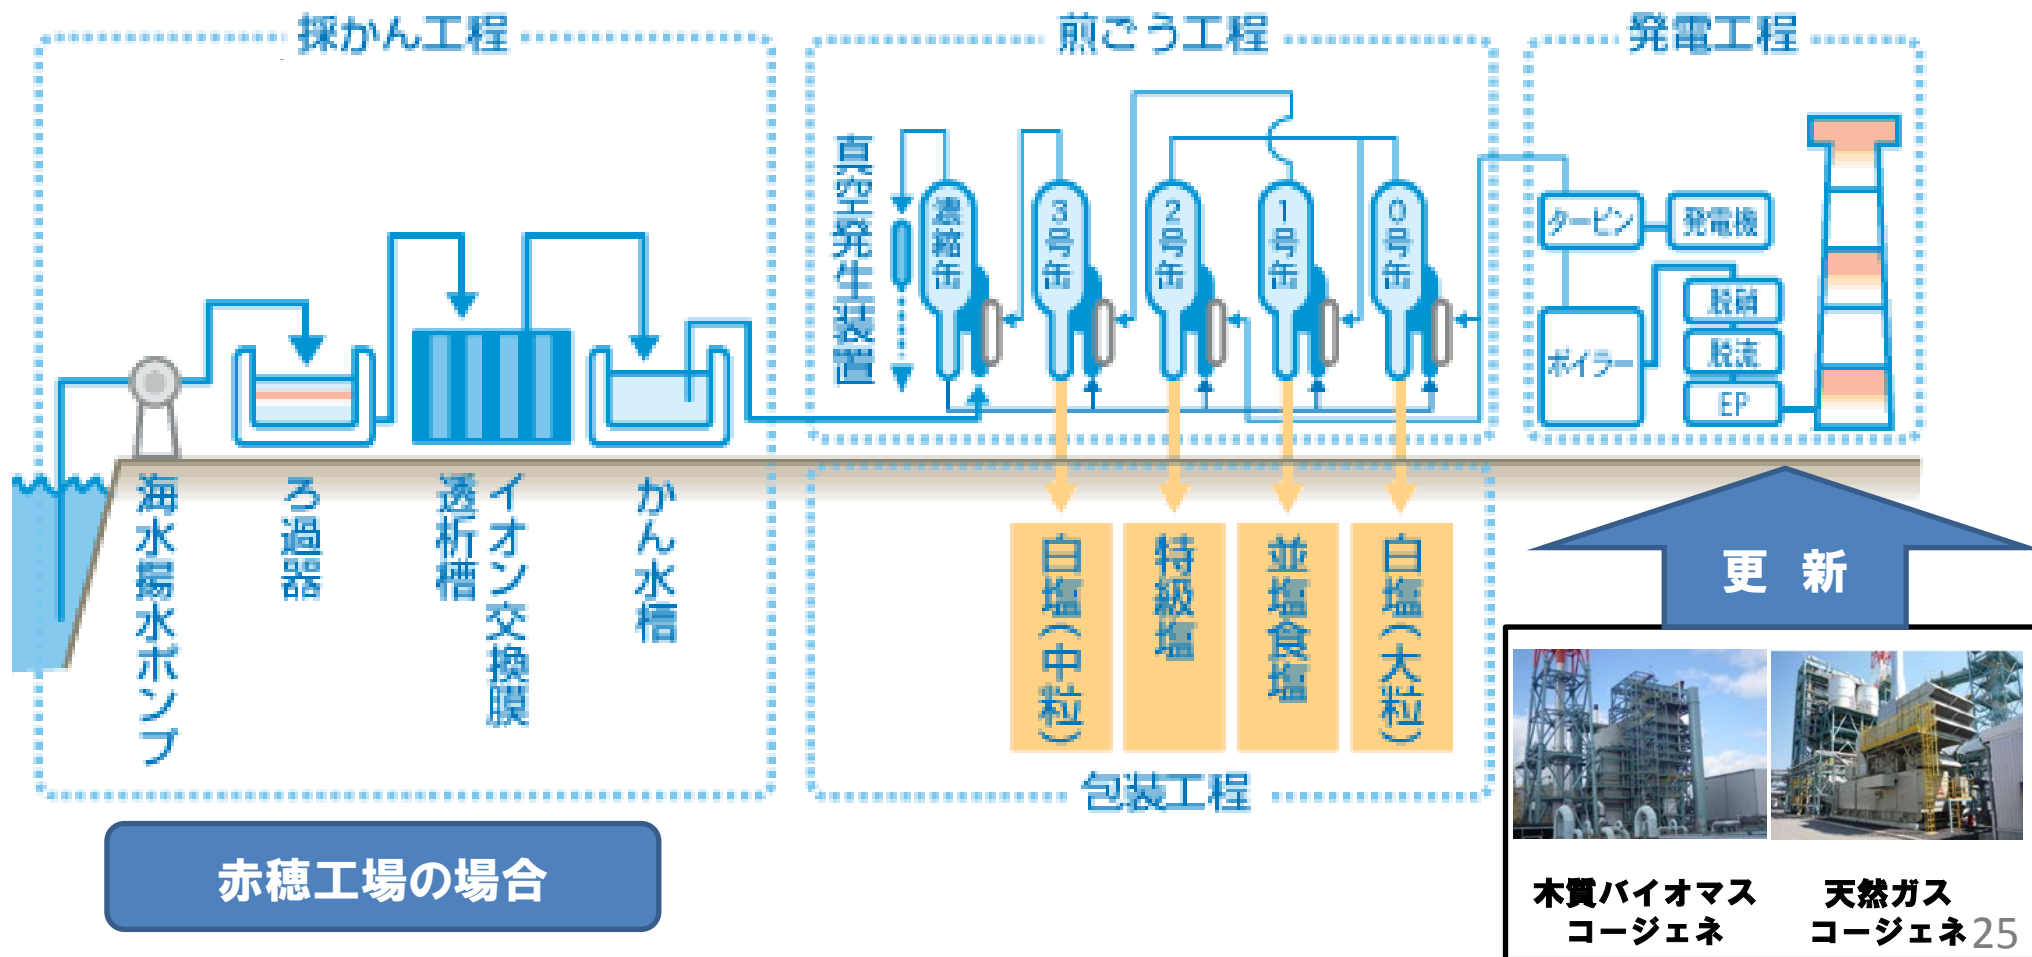 採かん工程
煎ごう工程
発電工程
真空発生装置
濃縮缶
3号缶
2号缶
1号缶
0号缶
タービン
発電機
ボイラー
脱硝
脱流
EP
海水揚水ポンプ
ろ過器
イオン交換膜
透析槽
かん水槽
白塩(中粒)
特級塩
並塩食塩
白塩(大粒)
包装工程
更 新
赤穂工場の場合
木質バイオマス
コージェネ
天然ガス
コージェネ
25